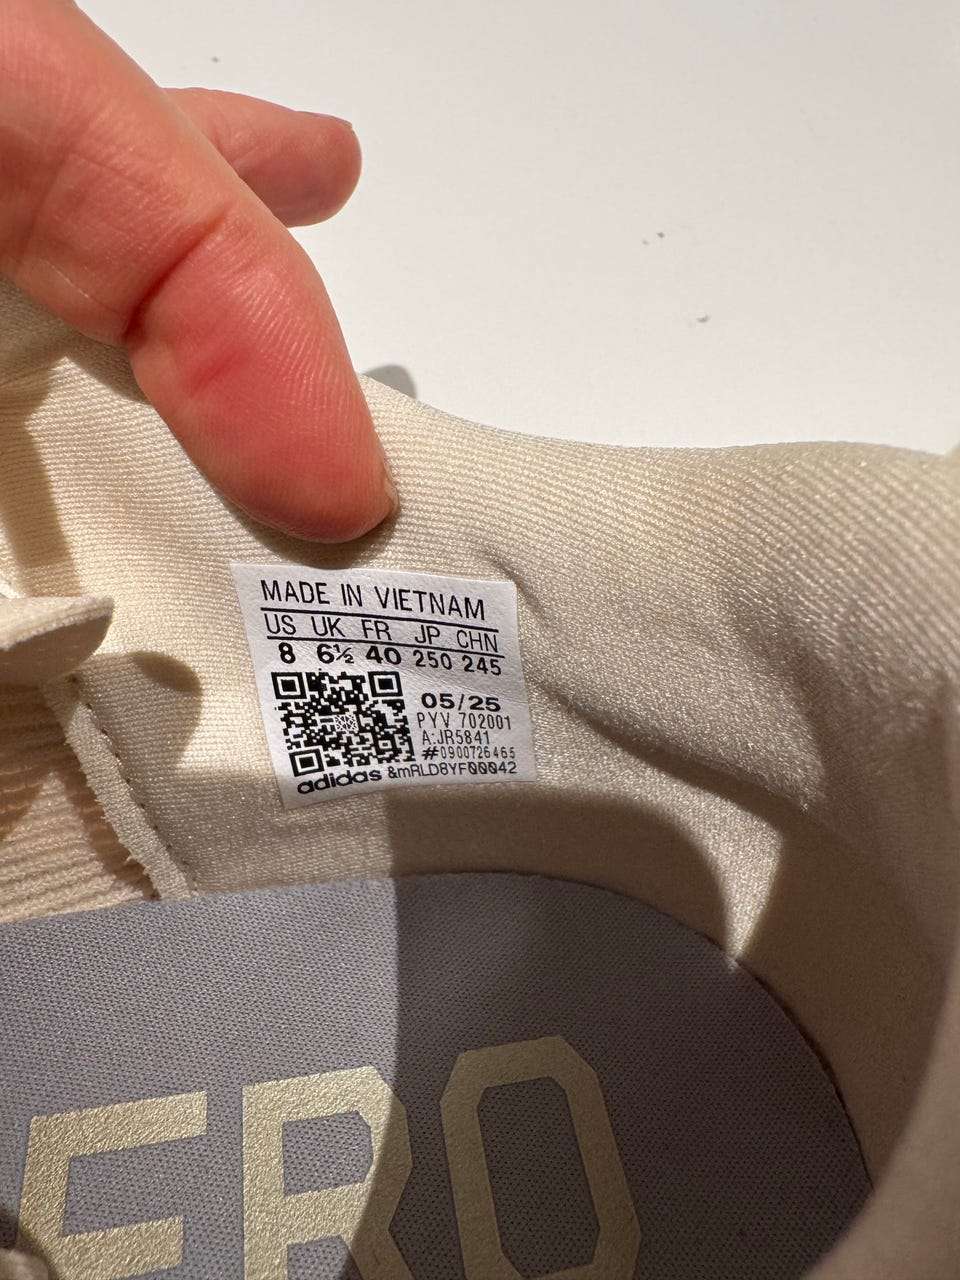 MADE IN VIETNAM
US UK FR JP CHN
8 6½ 40 250 245
05/25
PYV 702001
A:JR5841
#0900726465
adidas &mRLD8YF00042
ERO